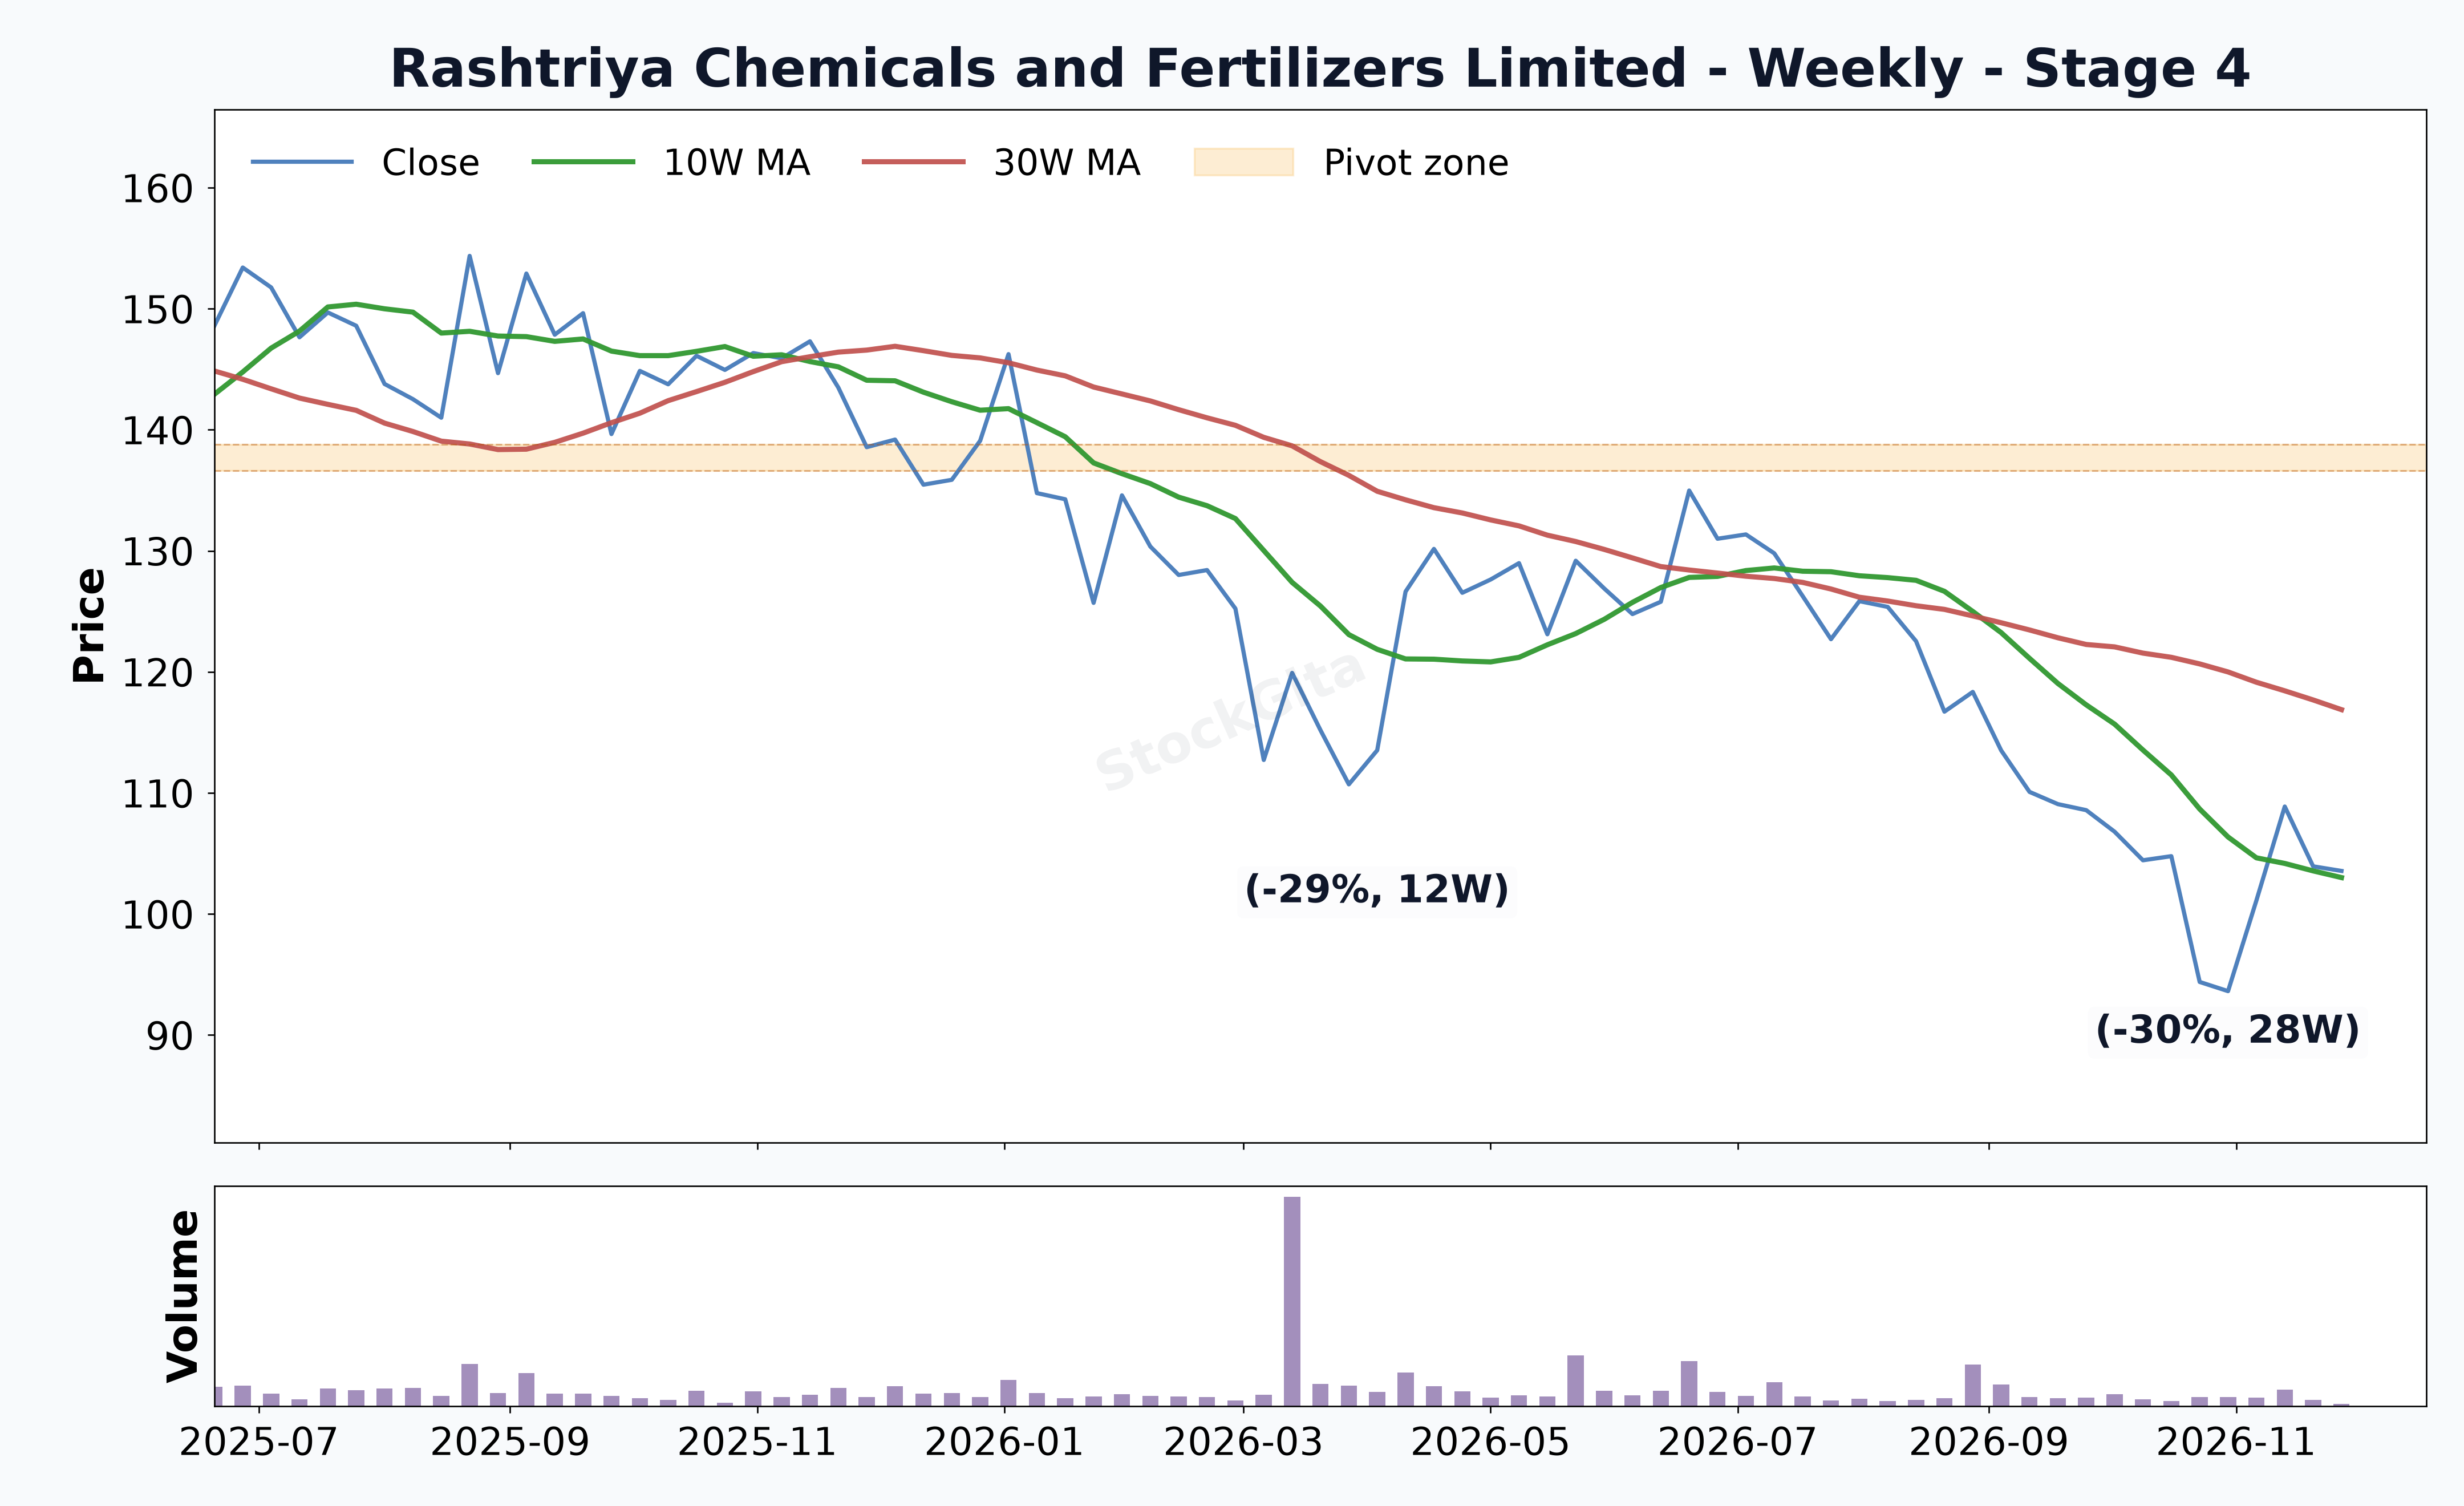 Rashtriya Chemicals and Fertilizers Limited - Weekly - Stage 4
Close 10W MA 30W MA Pivot zone
160
150
140
130
120
110
100
90
Price
StockGita
(-29%, 12W)
(-30%, 28W)
Volume
2025-07 2025-09 2025-11 2026-01 2026-03 2026-05 2026-07 2026-09 2026-11